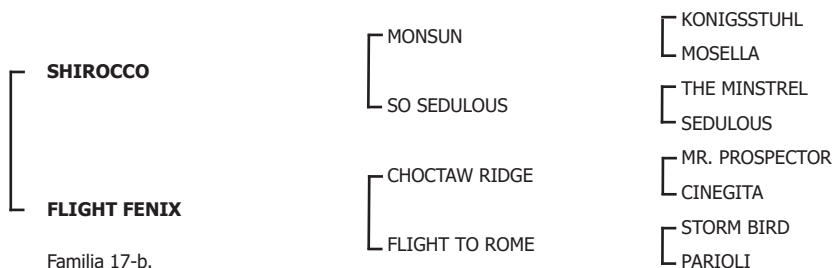 KONIGSSTUHL
MONSUN
MOSELLA
SHIROCCO
THE MINSTREL
SO SEDULOUS
SEDULOUS
MR. PROSPECTOR
CHOCTAW RIDGE
CINEGITA
FLIGHT FENIX
STORM BIRD
FLIGHT TO ROME
Familia 17-b.
PARIOLI